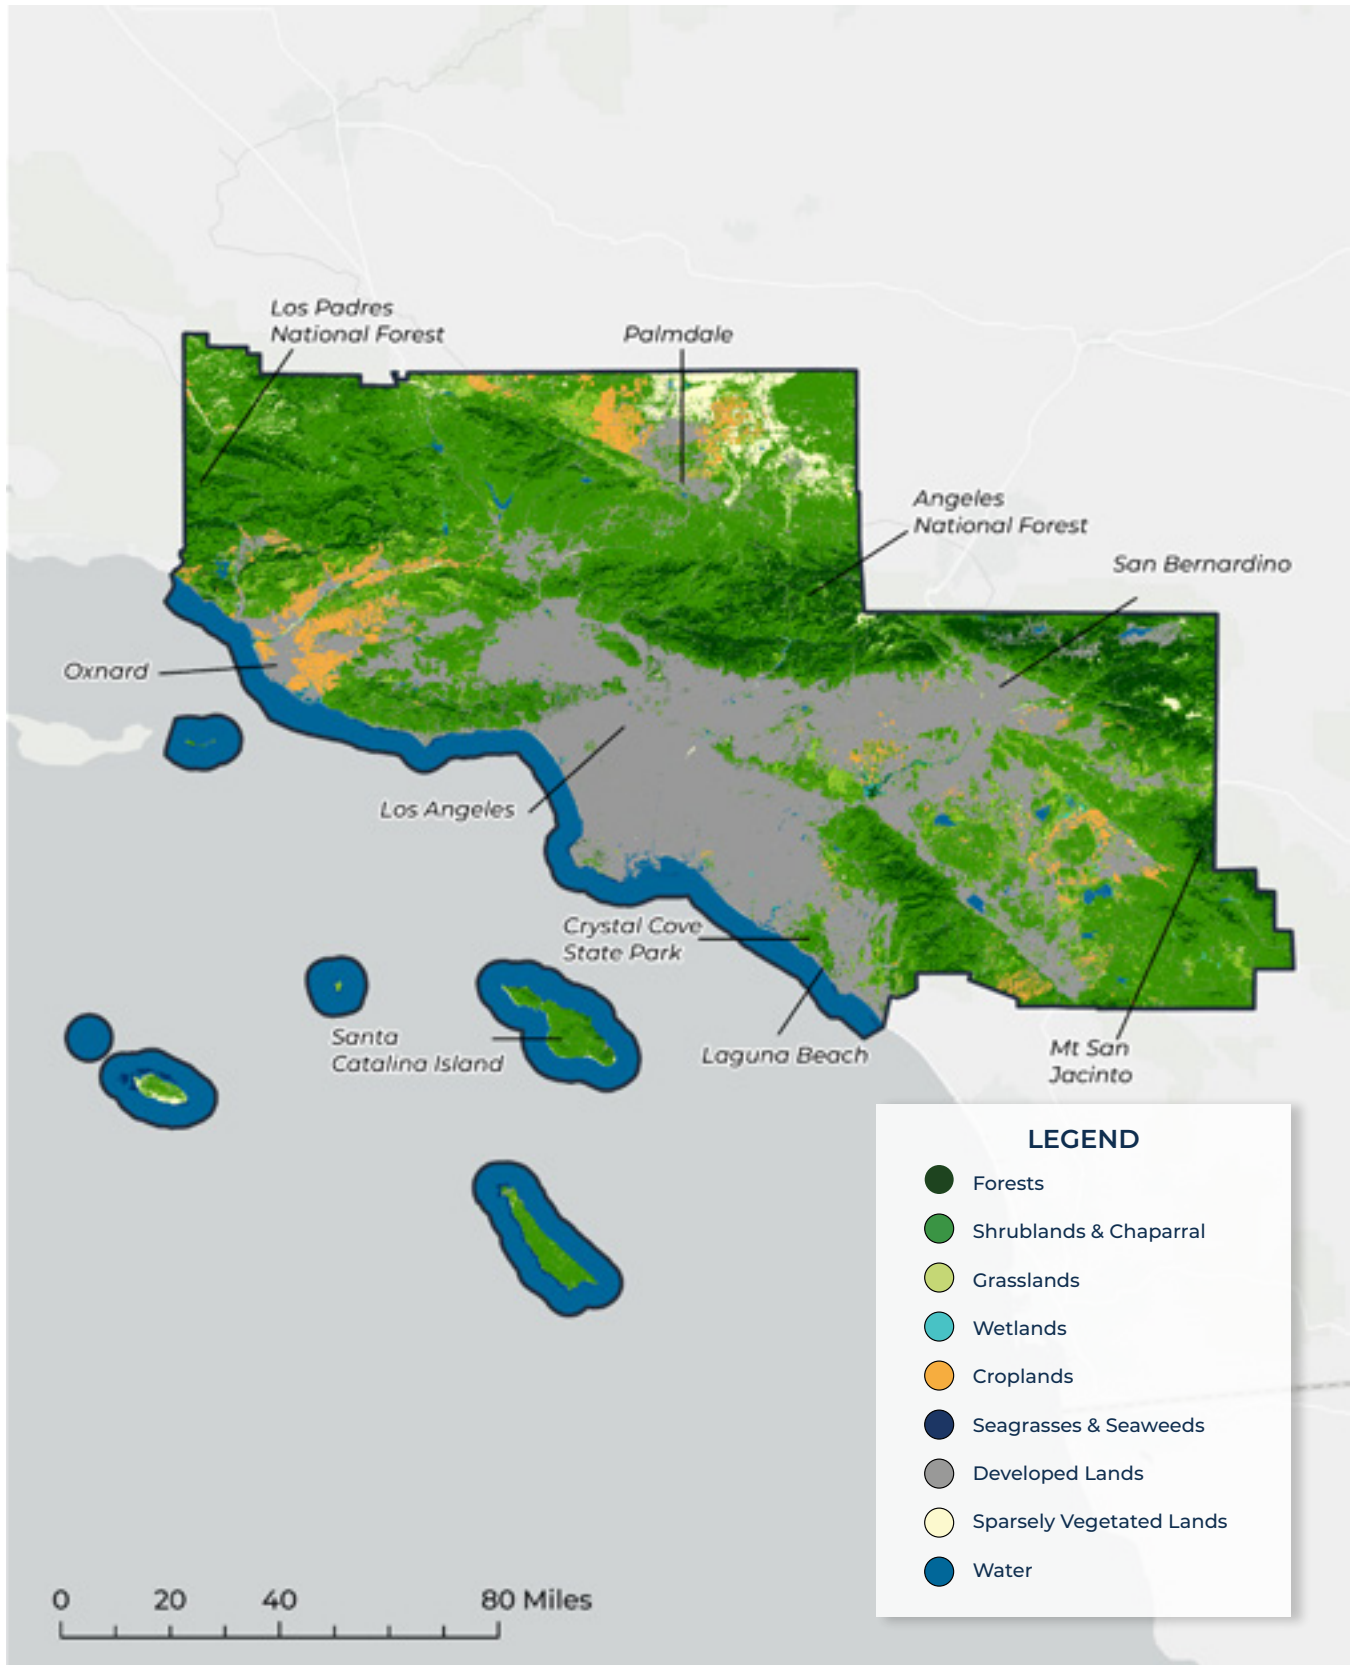 Los Padres
National Forest
Palmdale
Angeles
National Forest
San Bernardino
Oxnard
Los Angeles
Crystal Cove
State Park
Santa
Catalina Island
Laguna Beach
Mt San
Jacinto
LEGEND
Forests
Shrublands & Chaparral
Grasslands
Wetlands
Croplands
Seagrasses & Seaweeds
Developed Lands
Sparsely Vegetated Lands
Water
0 20 40 80 Miles